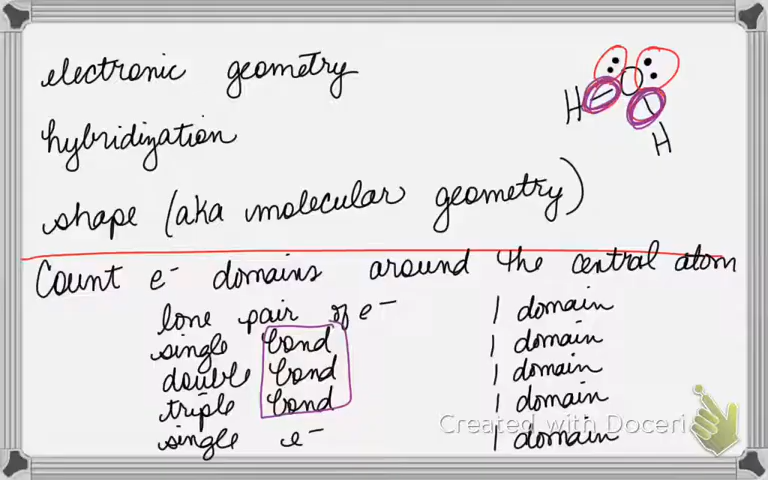 electronic geometry
hybridization
shape (aka molecular geometry)
H O
H
Count e⁻ domains around the central atom
lone pair of e⁻ 1 domain
single bond 1 domain
double bond 1 domain
triple bond 1 domain
single e⁻ 1 domain
Created with Doceri